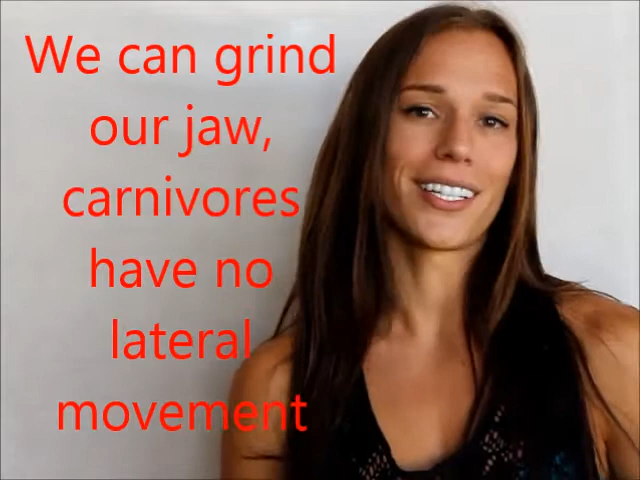 We can grind
our jaw,
carnivores
have no
lateral
movement